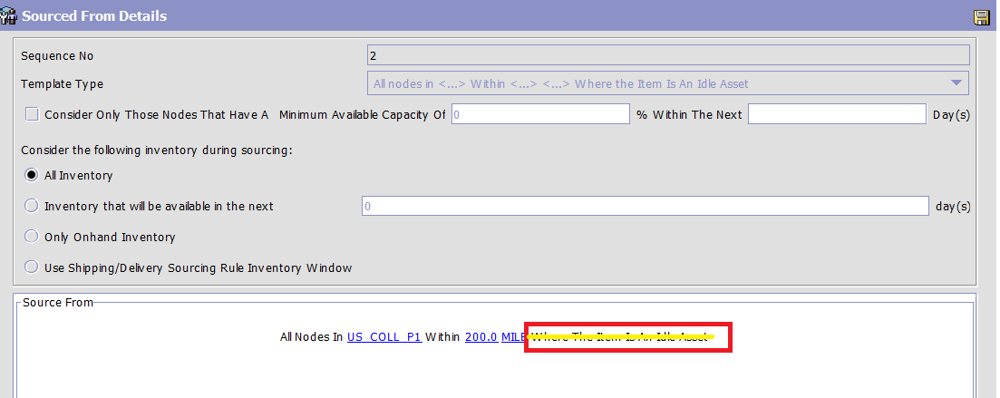 Sourced From Details
Sequence No 2
Template Type All nodes in <...> Within <...> <...> Where the Item Is An Idle Asset
Consider Only Those Nodes That Have A Minimum Available Capacity Of 0 % Within The Next Day(s)
Consider the following inventory during sourcing:
All Inventory
Inventory that will be available in the next 0 day(s)
Only Onhand Inventory
Use Shipping/Delivery Sourcing Rule Inventory Window
Source From
All Nodes In US_COLL_P1 Within 200.0 MILE Where The Item Is An Idle Asset